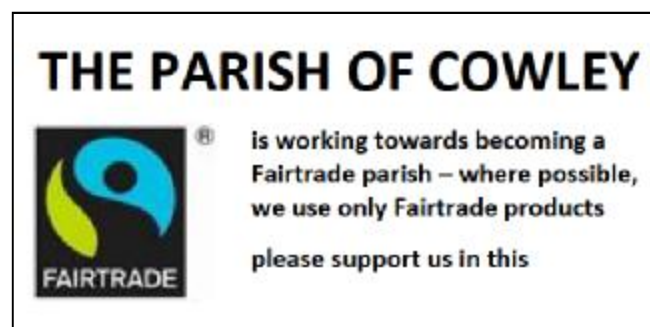 THE PARISH OF COWLEY
®
is working towards becoming a
Fairtrade parish – where possible,
we use only Fairtrade products
please support us in this
FAIRTRADE